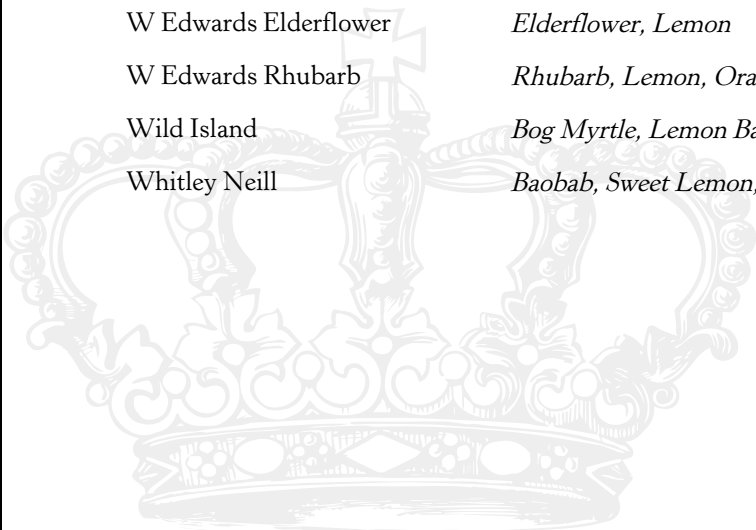 W Edwards Elderflower Elderflower, Lemon
W Edwards Rhubarb Rhubarb, Lemon,
Wild Island Bog Myrtle, Lemon
Whitley Neill Baobab, Sweet Lemon,